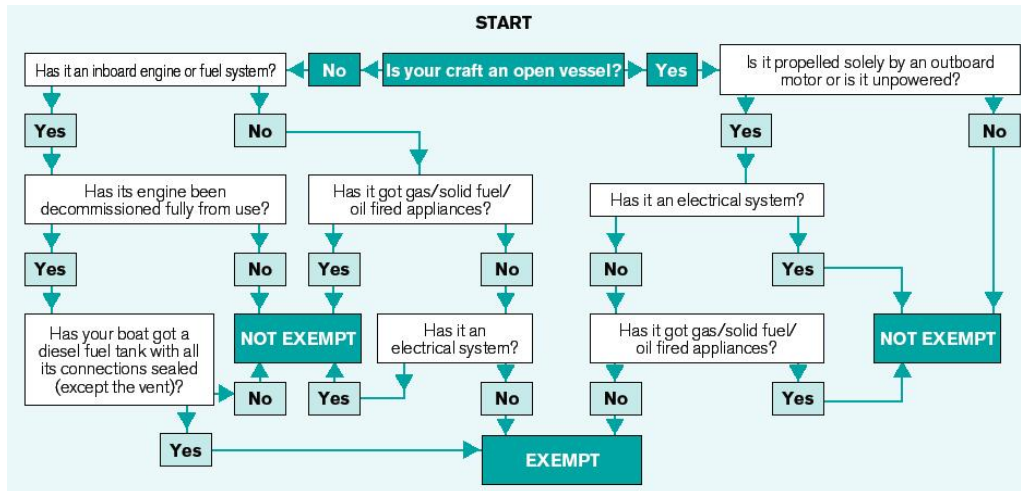 START
Has it an inboard engine or fuel system?
No
Is your craft an open vessel?
Yes
Is it propelled solely by an outboard
motor or is it unpowered?
Yes
No
Yes
No
Has its engine been
decommissioned fully from use?
Has it got gas/solid fuel/
oil fired appliances?
Has it an electrical system?
Yes
No
Yes
No
No
Yes
Has your boat got a
diesel fuel tank with all
its connections sealed
(except the vent)?
NOT EXEMPT
Has it an
electrical system?
Has it got gas/solid fuel/
oil fired appliances?
NOT EXEMPT
No
Yes
No
No
Yes
Yes
EXEMPT